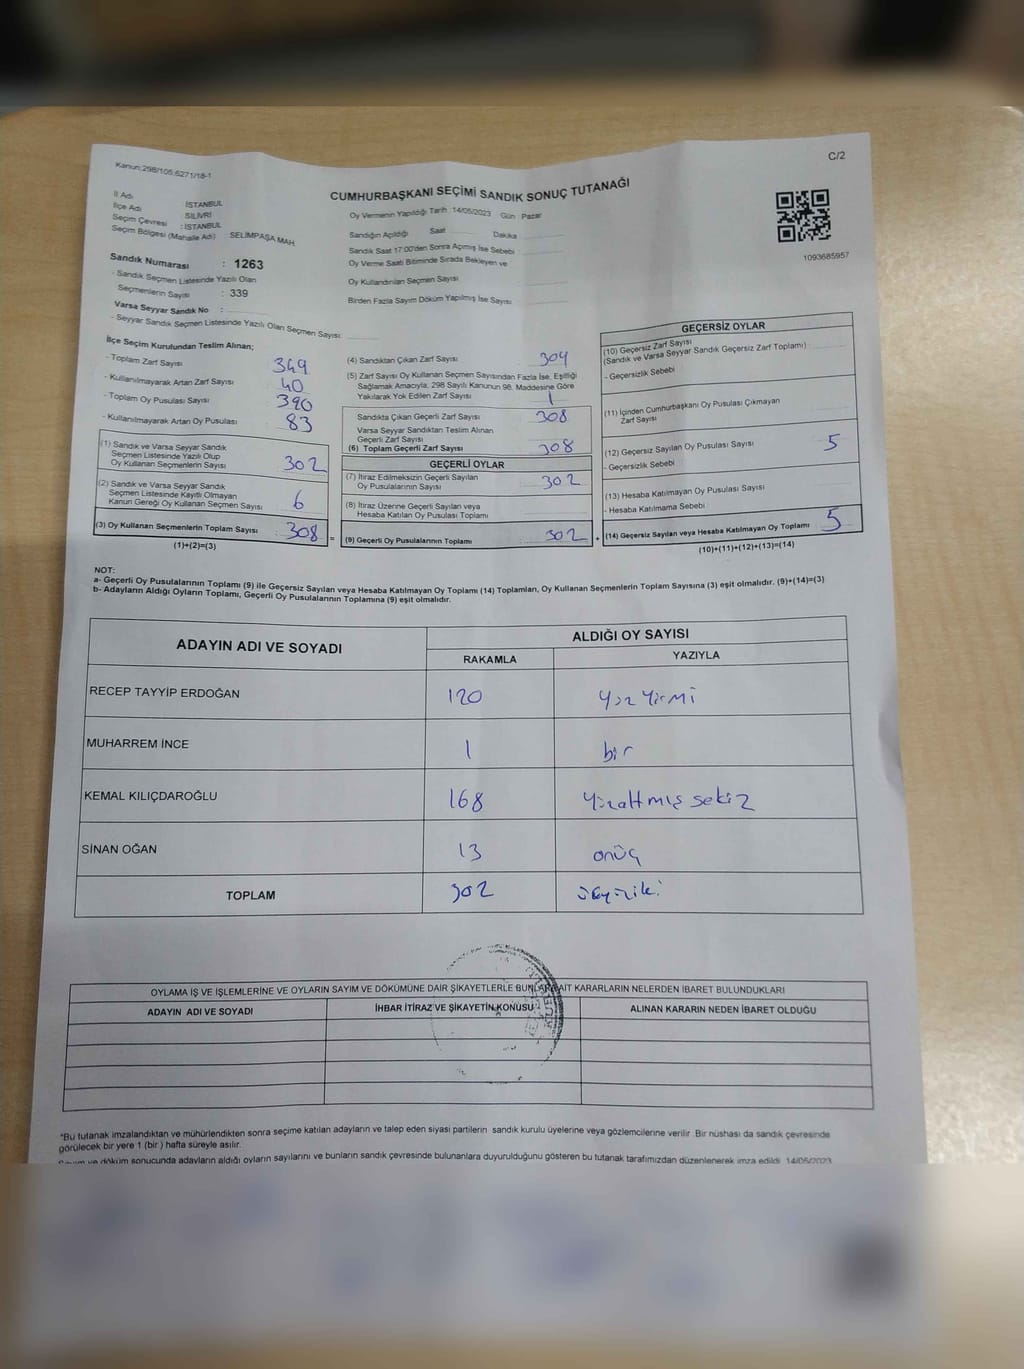 Kanun:298/105;6271/18-1
C/2
CUMHURBAŞKANI SEÇİMİ SANDIK SONUÇ TUTANAĞI
İl Adı İSTANBUL
İlçe Adı SİLİVRİ
Seçim Çevresi : İSTANBUL
Seçim Bölgesi (Mahalle Adı) SELİMPAŞA MAH.
Sandık Numarası : 1263
- Sandık Seçmen Listesinde Yazılı Olan
Seçmenlerin Sayısı : 339
Varsa Seyyar Sandık No :
- Seyyar Sandık Seçmen Listesinde Yazılı Olan Seçmen Sayısı:
Oy Vermenin Yapıldığı Tarih :14/05/2023 Gün : Pazar
Sandığın Açıldığı Saat Dakika
Sandık Saat 17:00'den Sonra Açımış İse Sebebi
Oy Verme Saati Bitiminde Sırada Bekleyen ve
Oy Kullandırılan Seçmen Sayısı
Birden Fazla Sayım Döküm Yapılmış İse Sayısı
1093685957
İlçe Seçim Kurulundan Teslim Alınan;
- Toplam Zarf Sayısı 349
- Kullanılmayarak Artan Zarf Sayısı 40
- Toplam Oy Pusulası Sayısı 390
- Kullanılmayarak Artan Oy Pusulası 83
(1) Sandık ve Varsa Seyyar Sandık
Seçmen Listesinde Yazılı Olup
Oy Kullanan Seçmenlerin Sayısı 302
(2) Sandık ve Varsa Seyyar Sandık
Seçmen Listesinde Kayıtlı Olmayan
Kanun Gereği Oy Kullanan Seçmen Sayısı 6
(3) Oy Kullanan Seçmenlerin Toplam Sayısı 308 =
(1)+(2)=(3)
(4) Sandıktan Çıkan Zarf Sayısı 309
(5) Zarf Sayısı Oy Kullanan Seçmen Sayısından Fazla İse, Eşitliği
Sağlamak Amacıyla, 298 Sayılı Kanunun 98. Maddesine Göre
Yakılarak Yok Edilen Zarf Sayısı 1
Sandıkta Çıkan Geçerli Zarf Sayısı 308
Varsa Seyyar Sandıktan Teslim Alınan
Geçerli Zarf Sayısı
(6) Toplam Geçerli Zarf Sayısı 308
GEÇERLİ OYLAR
(7) İtiraz Edilmeksizin Geçerli Sayılan
Oy Pusulalarının Sayısı 302
(8) İtiraz Üzerine Geçerli Sayılan veya
Hesaba Katılan Oy Pusulası Toplamı
(9) Geçerli Oy Pusulalarının Toplamı 302 +
GEÇERSİZ OYLAR
(10) Geçersiz Zarf Sayısı
(Sandık ve Varsa Seyyar Sandık Geçersiz Zarf Toplamı)
- Geçersizlik Sebebi
(11) İçinden Cumhurbaşkanı Oy Pusulası Çıkmayan
Zarf Sayısı
(12) Geçersiz Sayılan Oy Pusulası Sayısı 5
- Geçersizlik Sebebi
(13) Hesaba Katılmayan Oy Pusulası Sayısı
- Hesaba Katılmama Sebebi
(14) Geçersiz Sayılan veya Hesaba Katılmayan Oy Toplamı 5
(10)+(11)+(12)+(13)=(14)
NOT:
a- Geçerli Oy Pusulalarının Toplamı (9) ile Geçersiz Sayılan veya Hesaba Katılmayan Oy Toplamı (14) Toplamları, Oy Kullanan Seçmenlerin Toplam Sayısına (3) eşit olmalıdır. (9)+(14)=(3)
b- Adayların Aldığı Oyların Toplamı, Geçerli Oy Pusulalarının Toplamına (9) eşit olmalıdır.
ADAYIN ADI VE SOYADI ALDIĞI OY SAYISI
RAKAMLA YAZIYLA
RECEP TAYYİP ERDOĞAN 120 yüz yirmi
MUHARREM İNCE 1 bir
KEMAL KILIÇDAROĞLU 168 yüzaltmış sekiz
SİNAN OĞAN 13 onüç
TOPLAM 302 üçyüziki
OYLAMA İŞ VE İŞLEMLERİNE VE OYLARIN SAYIM VE DÖKÜMÜNE DAİR ŞİKAYETLERLE BUNLARA AİT KARARLARIN NELERDEN İBARET BULUNDUKLARI
ADAYIN ADI VE SOYADI İHBAR İTİRAZ VE ŞİKAYETİN KONUSU ALINAN KARARIN NEDEN İBARET OLDUĞU
*Bu tutanak imzalandıktan ve mühürlendikten sonra seçime katılan adayların ve talep eden siyasi partilerin sandık kurulu üyelerine veya gözlemcilerine verilir. Bir nüshası da sandık çevresinde
görülecek bir yere 1 (bir ) hafta süreyle asılır.
Sayım ve döküm sonucunda adayların aldığı oyların sayılarını ve bunların sandık çevresinde bulunanlara duyurulduğunu gösteren bu tutanak tarafımızdan düzenlenerek imza edildi. 14/05/2023